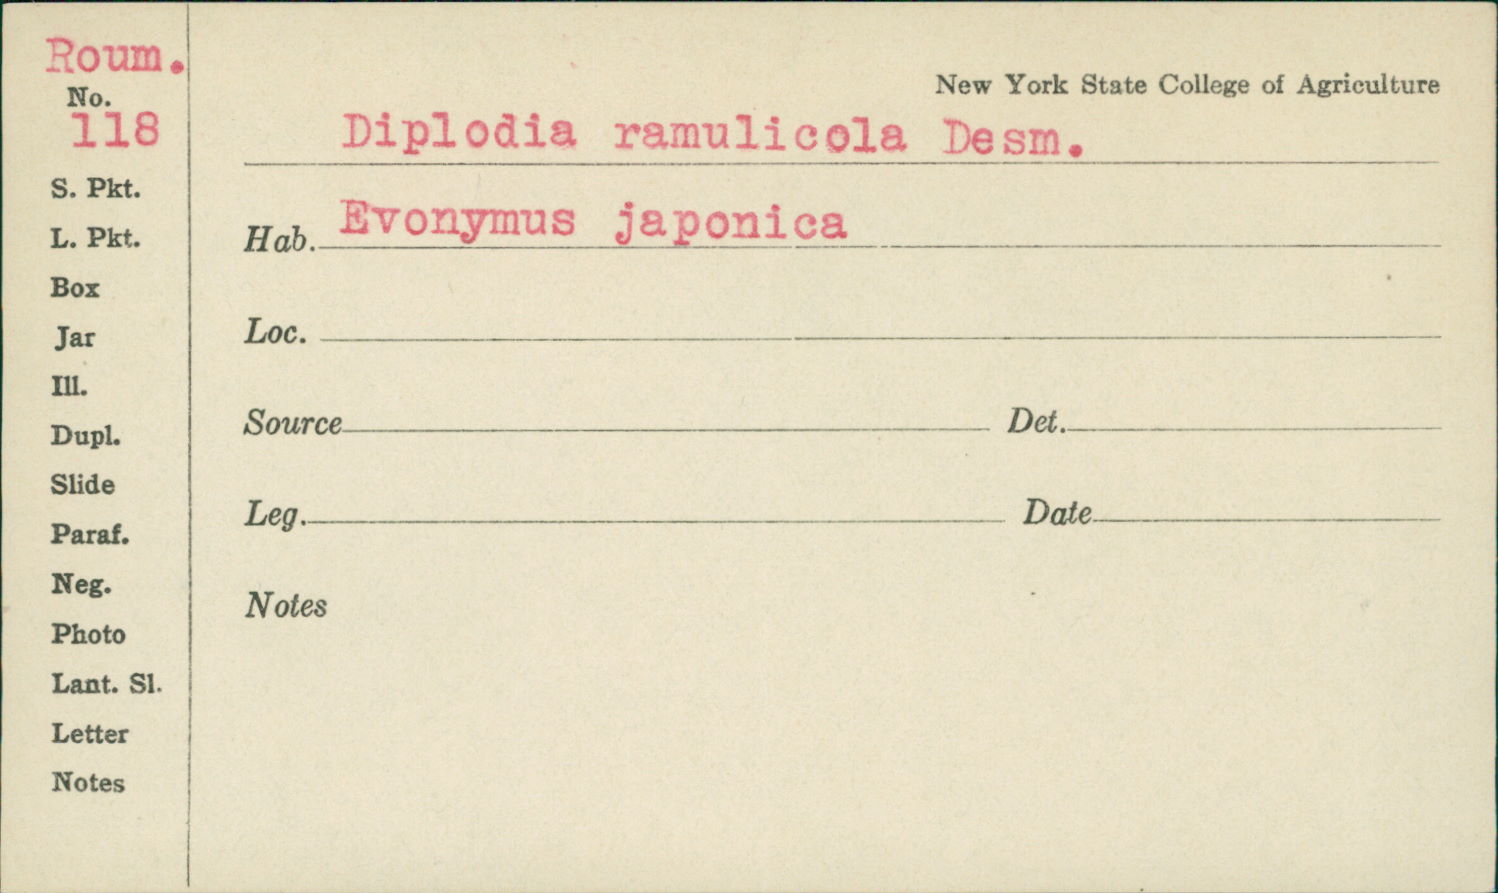 Roum.
No.
118
S. Pkt.
L. Pkt.
Box
Jar
Ill.
Dupl.
Slide
Paraf.
Neg.
Photo
Lant. Sl.
Letter
Notes
New York State College of Agriculture
Diplodia ramulicola Desm.
Hab. Evonymus japonica
Loc.
Source Det.
Leg. Date
Notes